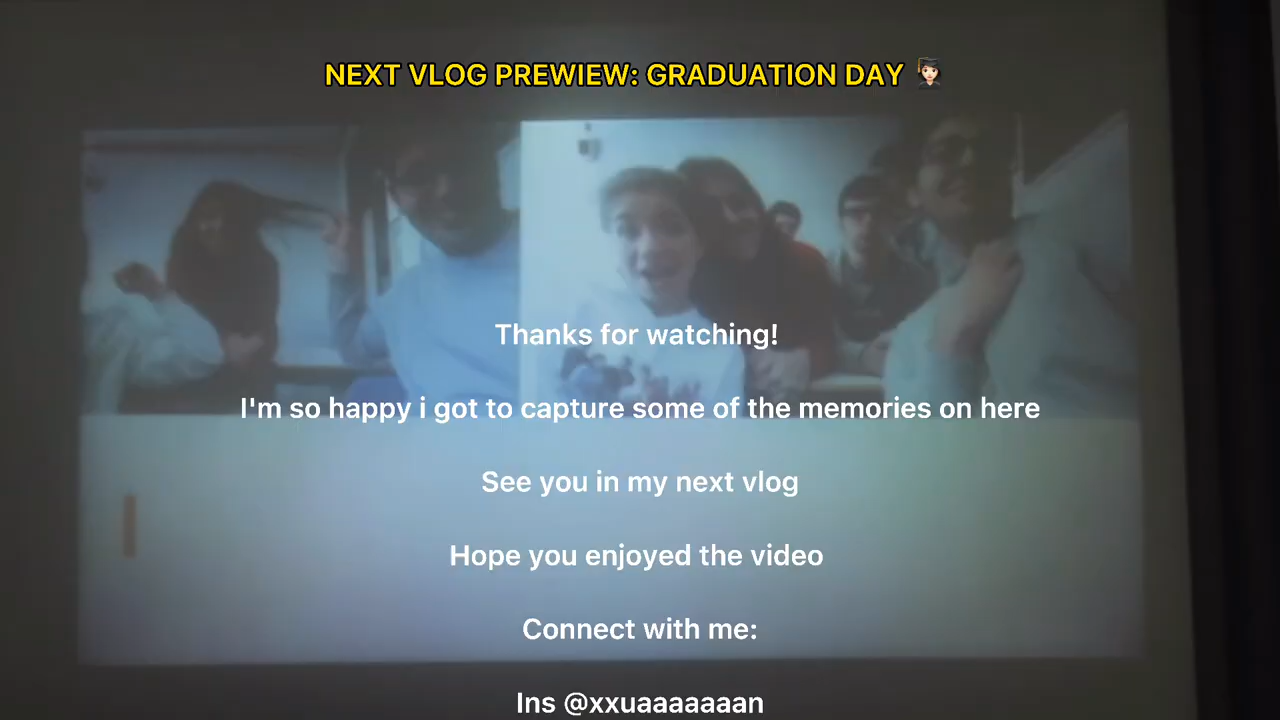 NEXT VLOG PREWIEW: GRADUATION DAY 👩🏻‍🎓
Thanks for watching!
I'm so happy i got to capture some of the memories on here
See you in my next vlog
Hope you enjoyed the video
Connect with me:
Ins @xxuaaaaaaan